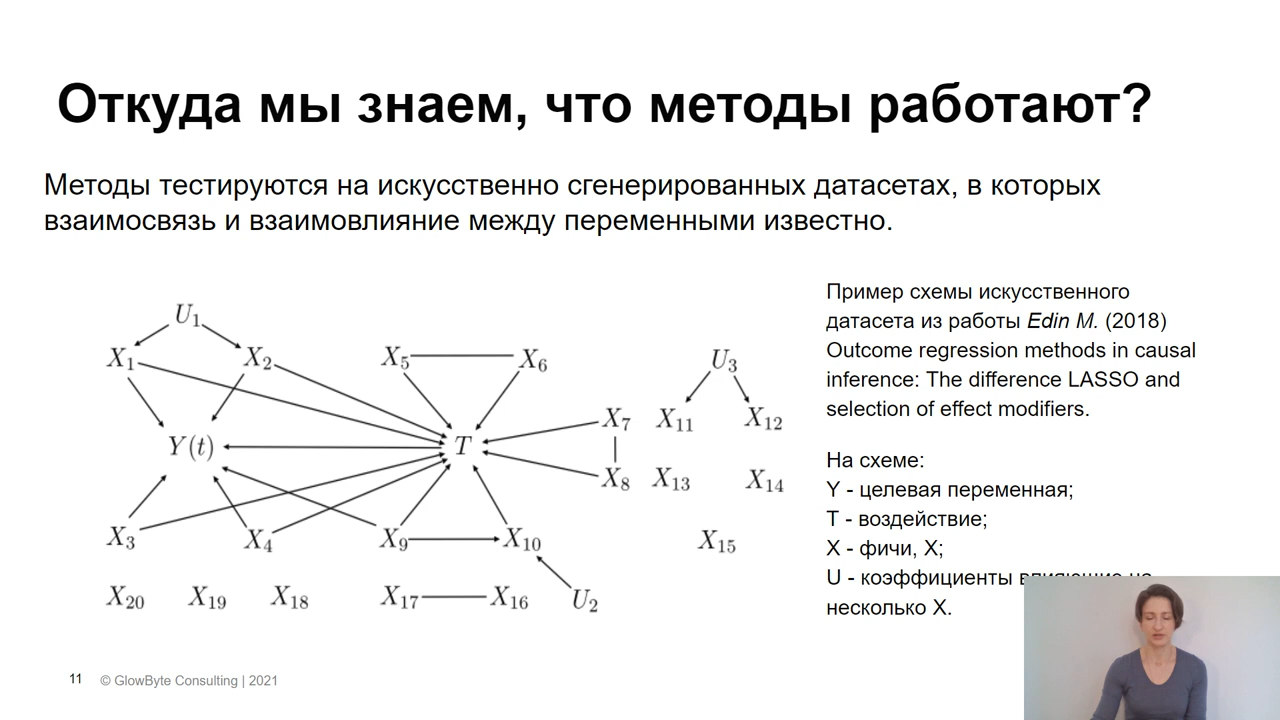 Откуда мы знаем, что методы работают?
Методы тестируются на искусственно сгенерированных датасетах, в которых
взаимосвязь и взаимовлияние между переменными известно.
U1
X1 X2 X5 X6 U3
X7 X11 X12
Y(t) T
X8 X13 X14
X3 X4 X9 X10 X15
X20 X19 X18 X17 X16 U2
Пример схемы искусственного
датасета из работы Edin M. (2018)
Outcome regression methods in causal
inference: The difference LASSO and
selection of effect modifiers.
На схеме:
Y - целевая переменная;
T - воздействие;
X - фичи, X;
U - коэффициенты
несколько X.
11 © GlowByte Consulting | 2021